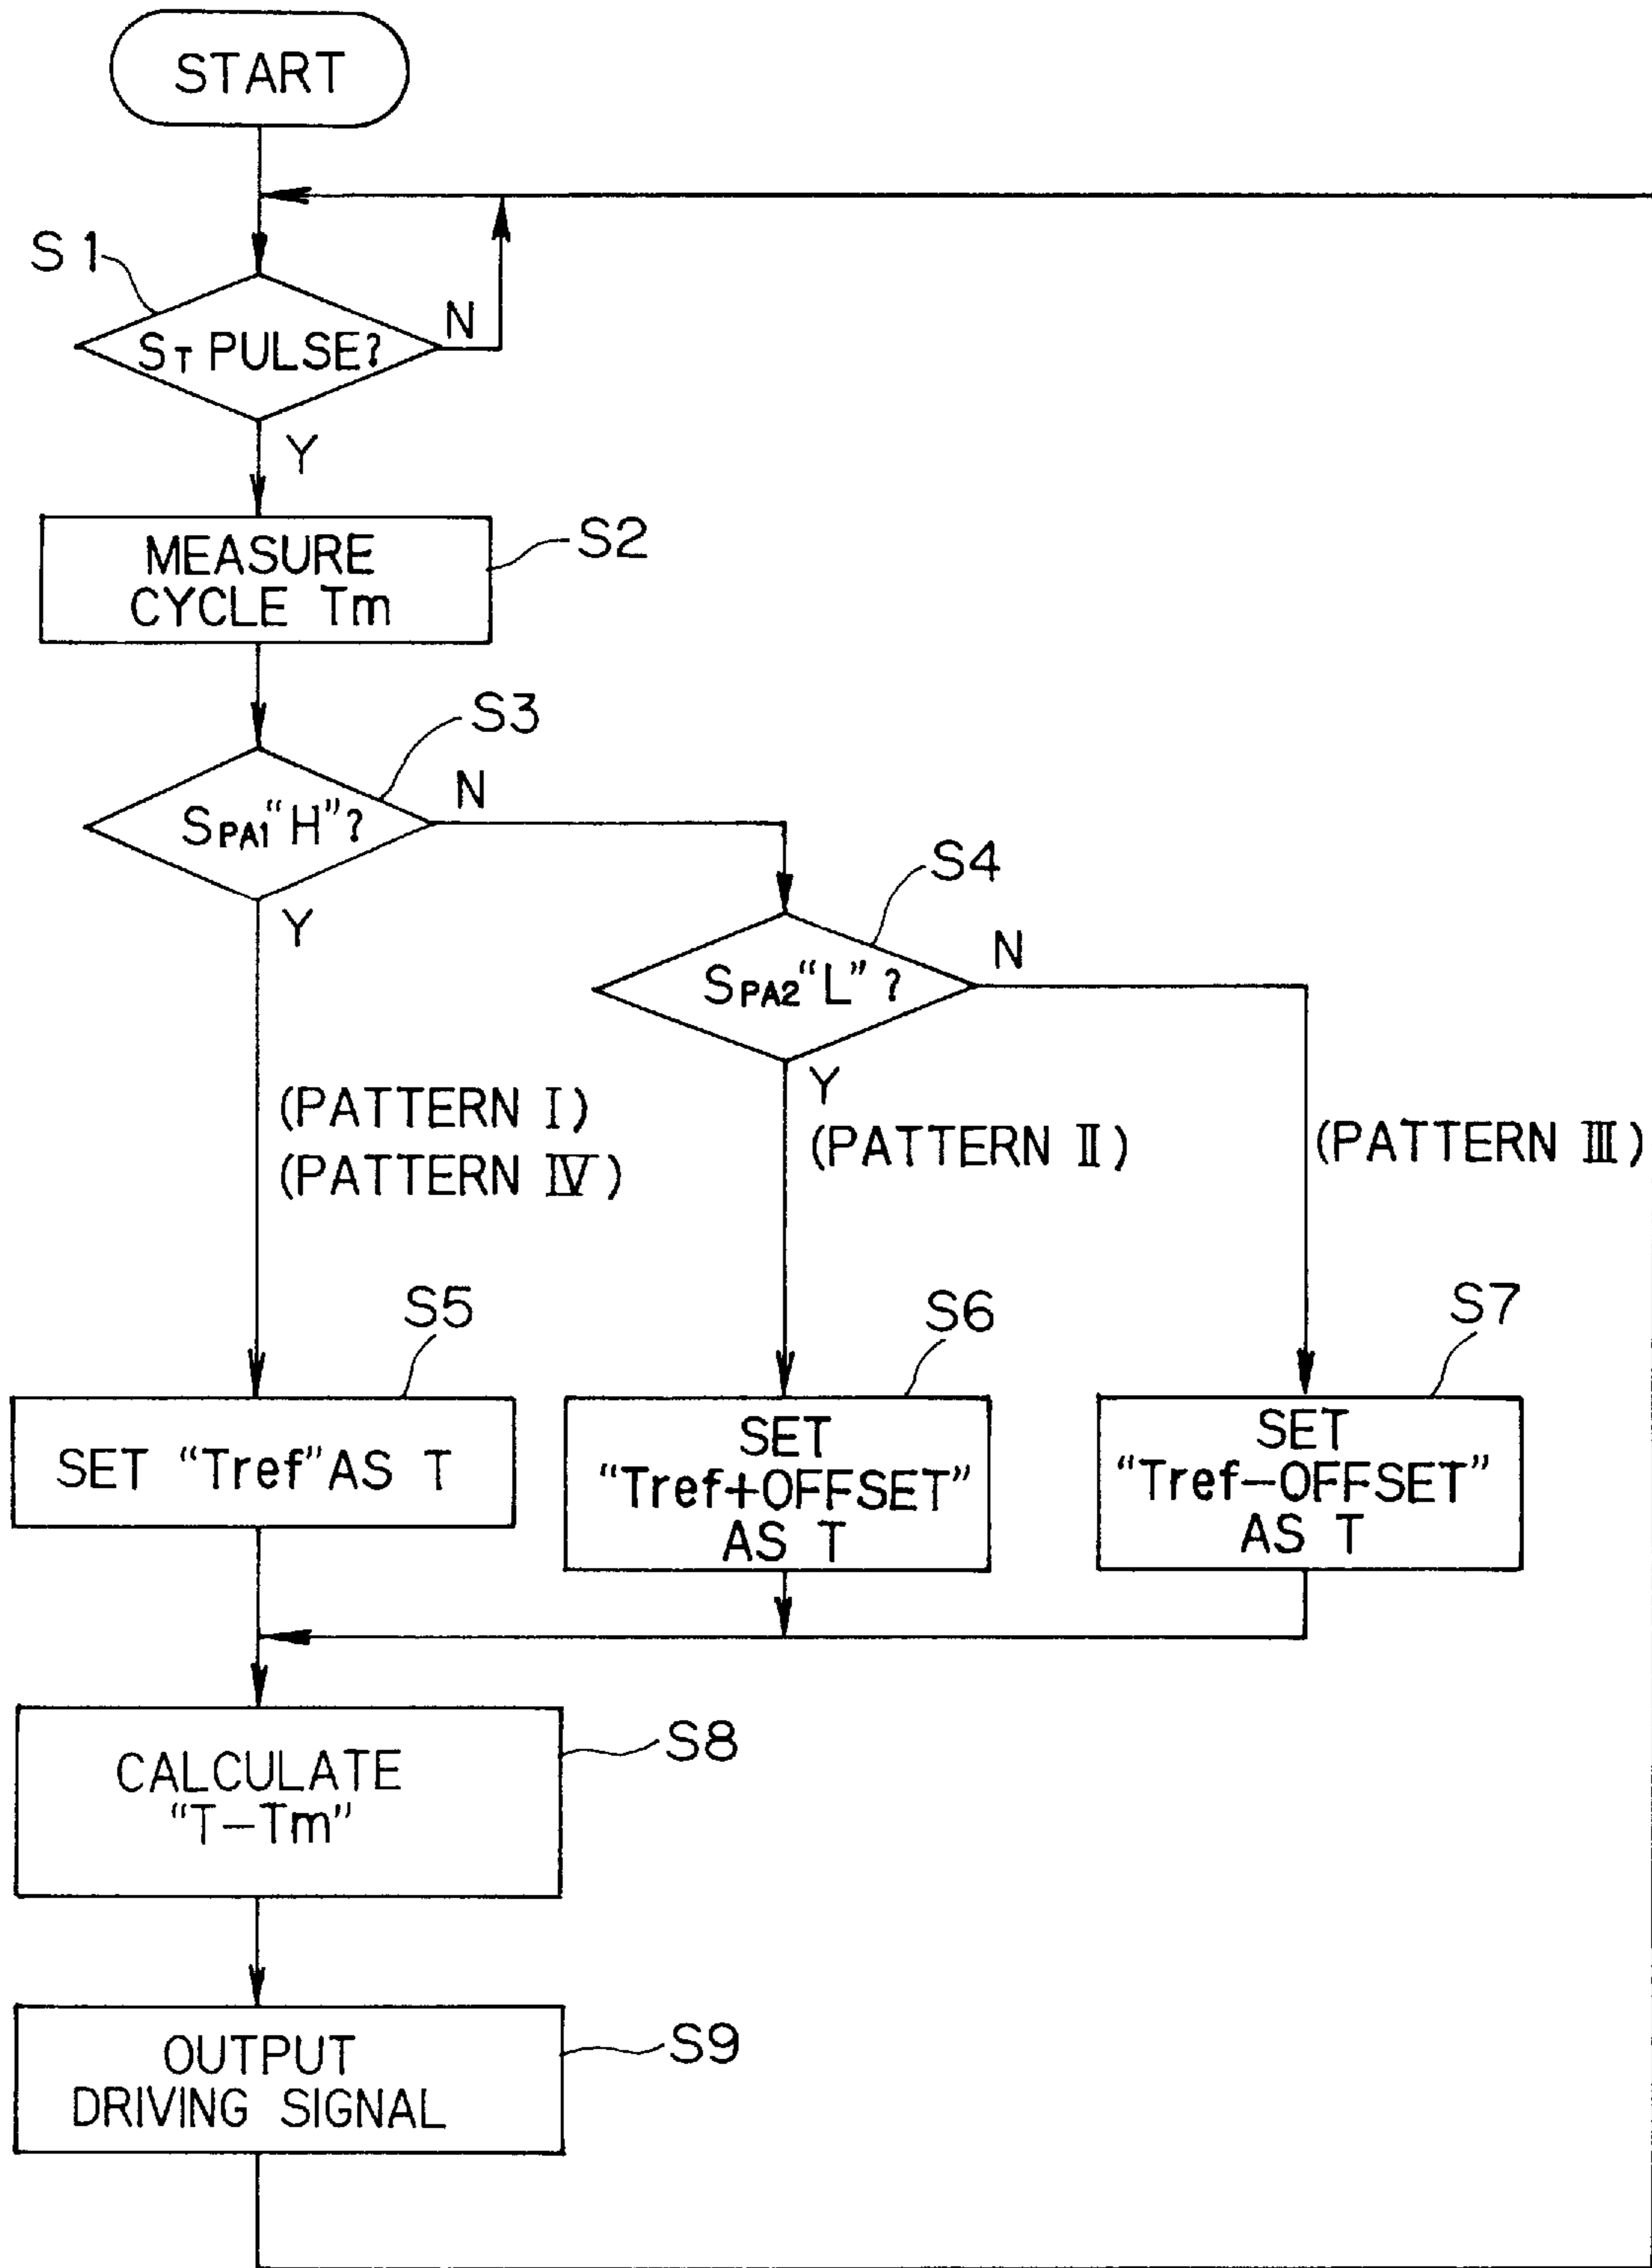 START
S1
ST PULSE?
N
Y
MEASURE
CYCLE Tm
S2
S3
SPA1 "H"?
N
Y
S4
SPA2 "L" ?
N
Y
(PATTERN I)
(PATTERN IV)
(PATTERN II)
(PATTERN III)
S5
SET "Tref" AS T
S6
SET
"Tref+OFFSET"
AS T
S7
SET
"Tref−OFFSET"
AS T
CALCULATE
"T−Tm"
S8
OUTPUT
DRIVING SIGNAL
S9